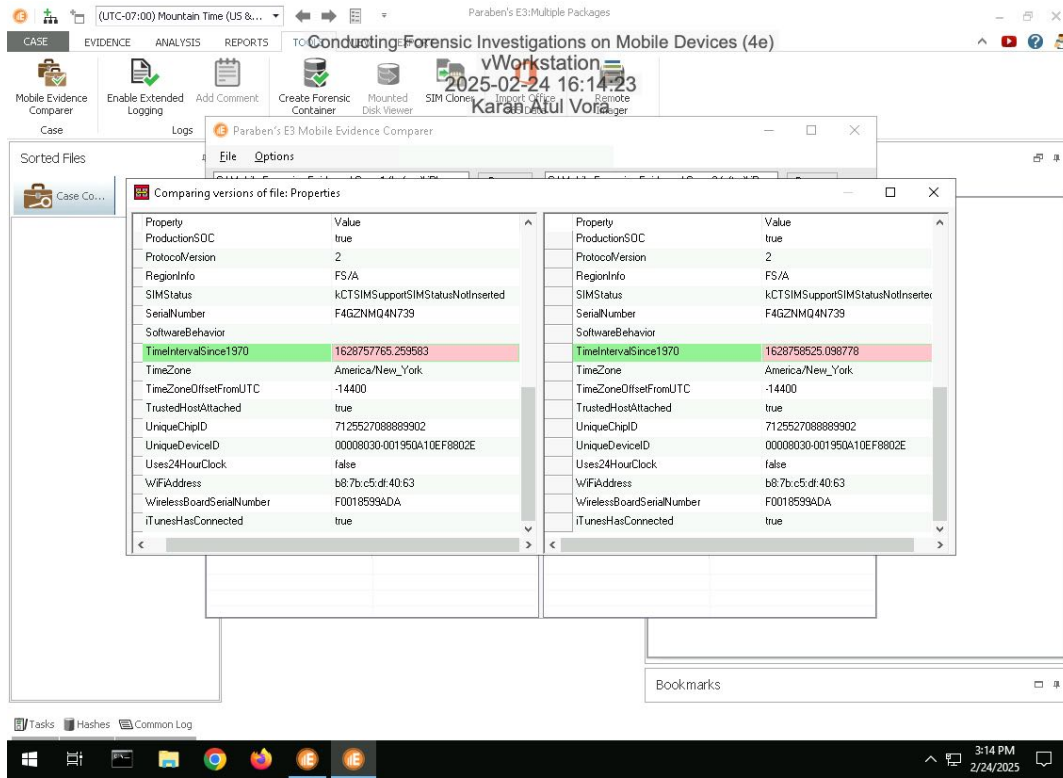 (UTC-07:00) Mountain Time (US &...
Paraben's E3:Multiple Packages
CASE EVIDENCE ANALYSIS REPORTS
Conducting Forensic Investigations on Mobile Devices (4e)
vWorkstation
2025-02-24 16:14:23
Karan Atul Vora
Mobile Evidence Comparer
Enable Extended Logging
Add Comment
Create Forensic Container
Mounted Disk Viewer
SIM Cloner
Import Office 365 Data
Remote Imager
Case
Logs
Paraben's E3 Mobile Evidence Comparer
Sorted Files
File Options
Case Co...
Comparing versions of file: Properties
Property Value Property Value
ProductionSOC true ProductionSOC true
ProtocolVersion 2 ProtocolVersion 2
RegionInfo FS/A RegionInfo FS/A
SIMStatus kCTSIMSupportSIMStatusNotInserted SIMStatus kCTSIMSupportSIMStatusNotInserted
SerialNumber F4GZNMQ4N739 SerialNumber F4GZNMQ4N739
SoftwareBehavior SoftwareBehavior
TimeIntervalSince1970 1628757765.259583 TimeIntervalSince1970 1628758525.098778
TimeZone America/New_York TimeZone America/New_York
TimeZoneOffsetFromUTC -14400 TimeZoneOffsetFromUTC -14400
TrustedHostAttached true TrustedHostAttached true
UniqueChipID 7125527088889902 UniqueChipID 7125527088889902
UniqueDeviceID 00008030-001950A10EF8802E UniqueDeviceID 00008030-001950A10EF8802E
Uses24HourClock false Uses24HourClock false
WiFiAddress b8:7b:c5:df:40:63 WiFiAddress b8:7b:c5:df:40:63
WirelessBoardSerialNumber F0018599ADA WirelessBoardSerialNumber F0018599ADA
iTunesHasConnected true iTunesHasConnected true
Bookmarks
Tasks Hashes Common Log
3:14 PM
2/24/2025